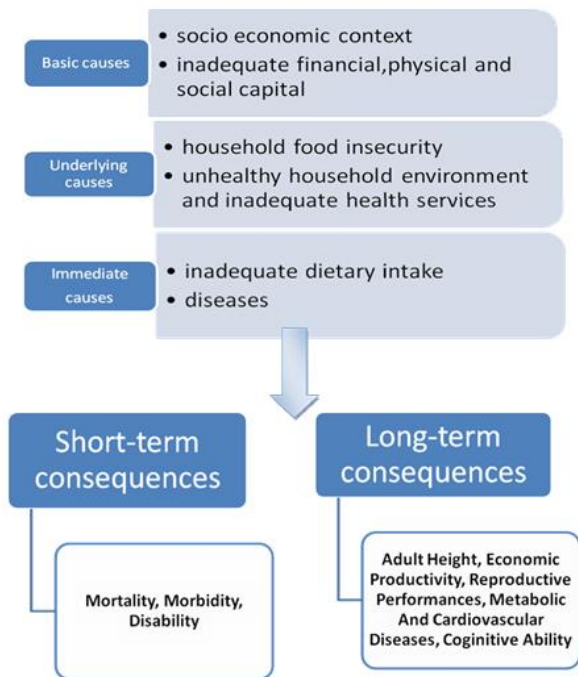 Basic causes
• socio economic context
• inadequate financial,physical and
social capital
Underlying
causes
• household food insecurity
• unhealthy household environment
and inadequate health services
Immediate
causes
• inadequate dietary intake
• diseases
Short-term
consequences
Mortality, Morbidity,
Disability
Long-term
consequences
Adult Height, Economic
Productivity, Reproductive
Performances, Metabolic
And Cardiovascular
Diseases, Coginitive Ability